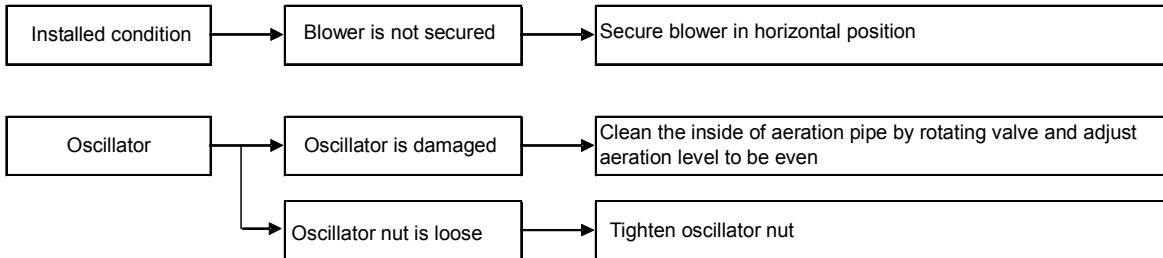 Installed condition
Blower is not secured
Secure blower in horizontal position
Oscillator
Oscillator is damaged
Clean the inside of aeration pipe by rotating valve and adjust
aeration level to be even
Oscillator nut is loose
Tighten oscillator nut